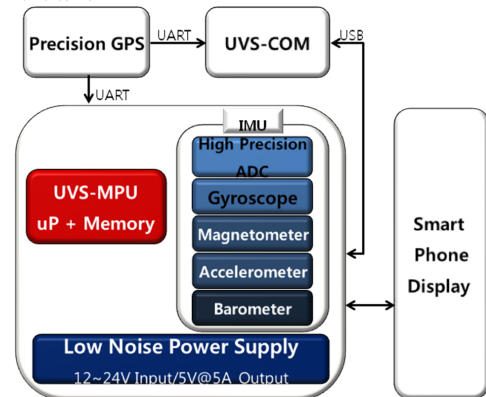 Precision GPS
UART
UVS-COM
USB
UART
IMU
High Precision
ADC
Gyroscope
Magnetometer
Accelerometer
Barometer
UVS-MPU
uP + Memory
Smart
Phone
Display
Low Noise Power Supply
12~24V Input/5V@5A Output